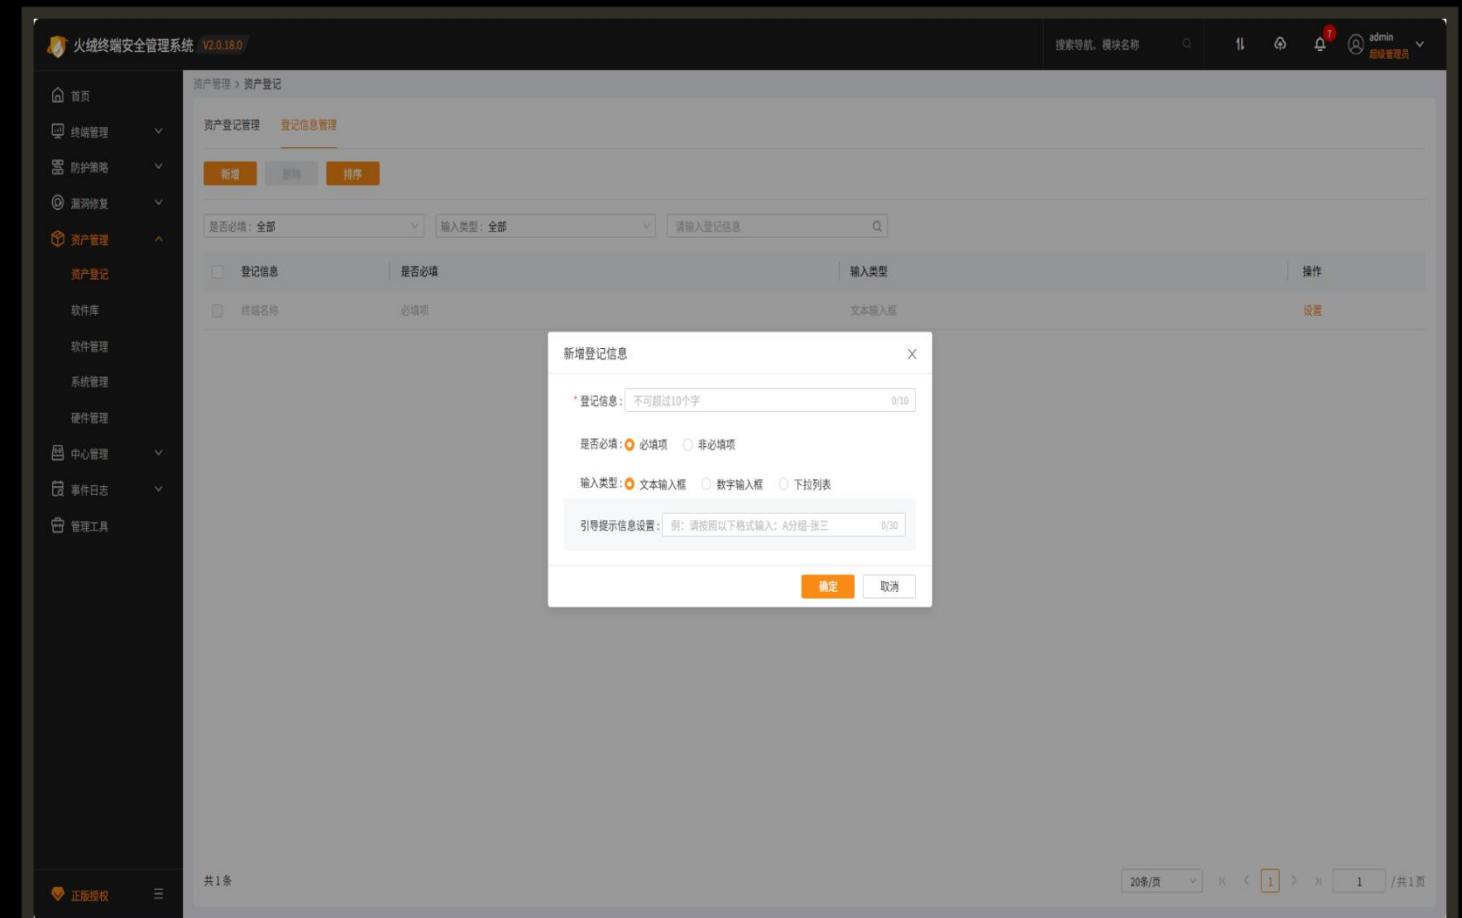 火绒终端安全管理系统 V2.0.18.0
搜索导航、模块名称
7
admin
超级管理员
首页
终端管理
防护策略
漏洞修复
资产管理
资产登记
软件库
软件管理
系统管理
硬件管理
中心管理
事件日志
管理工具
正版授权
资产管理 > 资产登记
资产登记管理 登记信息管理
新增 删除 排序
是否必填: 全部 输入类型: 全部 请输入登记信息
登记信息 是否必填 输入类型 操作
终端名称 必填项 文本输入框 设置
新增登记信息
* 登记信息: 不可超过10个字 0/10
是否必填: 必填项 非必填项
输入类型: 文本输入框 数字输入框 下拉列表
引导提示信息设置: 例: 请按照以下格式输入: A分组-张三 0/30
确定 取消
共1条
20条/页 1 1 /共1页